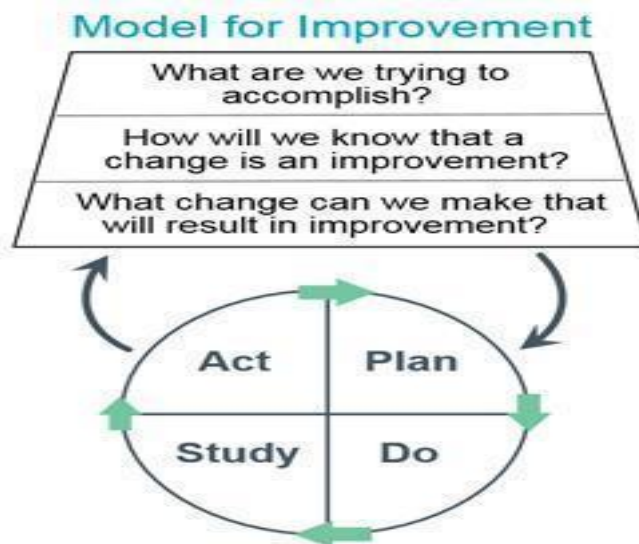 Model for Improvement
What are we trying to
accomplish?
How will we know that a
change is an improvement?
What change can we make that
will result in improvement?
Act
Plan
Study
Do